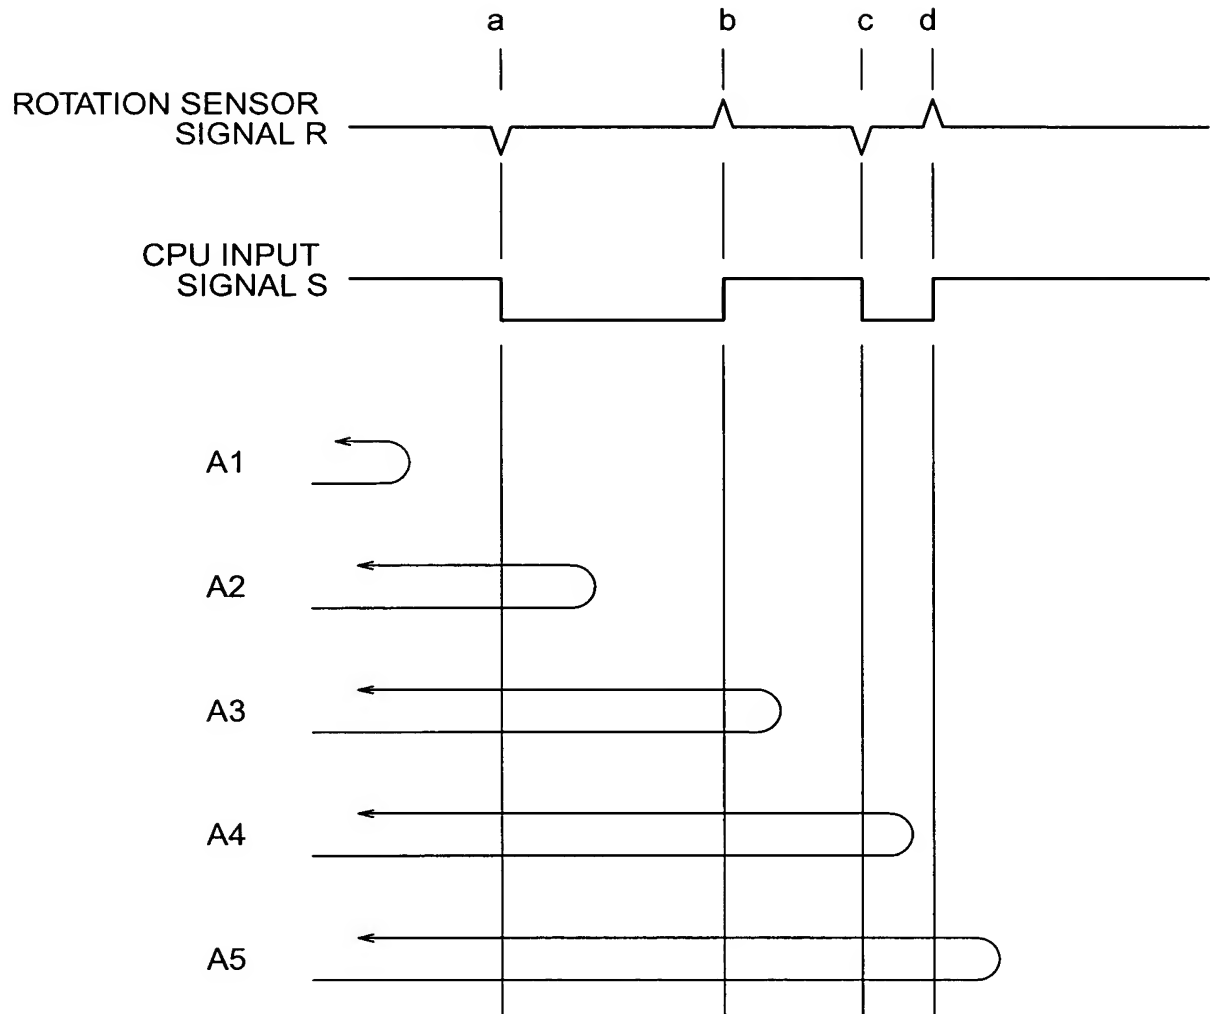 a b c d
ROTATION SENSOR
SIGNAL R
CPU INPUT
SIGNAL S
A1
A2
A3
A4
A5